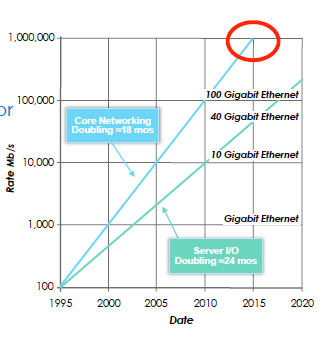 1,000,000
100,000
10,000
1,000
100
or
Rate Mb/s
100 Gigabit Ethernet
40 Gigabit Ethernet
10 Gigabit Ethernet
Gigabit Ethernet
Core Networking
Doubling ≈18 mos
Server I/O
Doubling ≈24 mos
1995 2000 2005 2010 2015 2020
Date